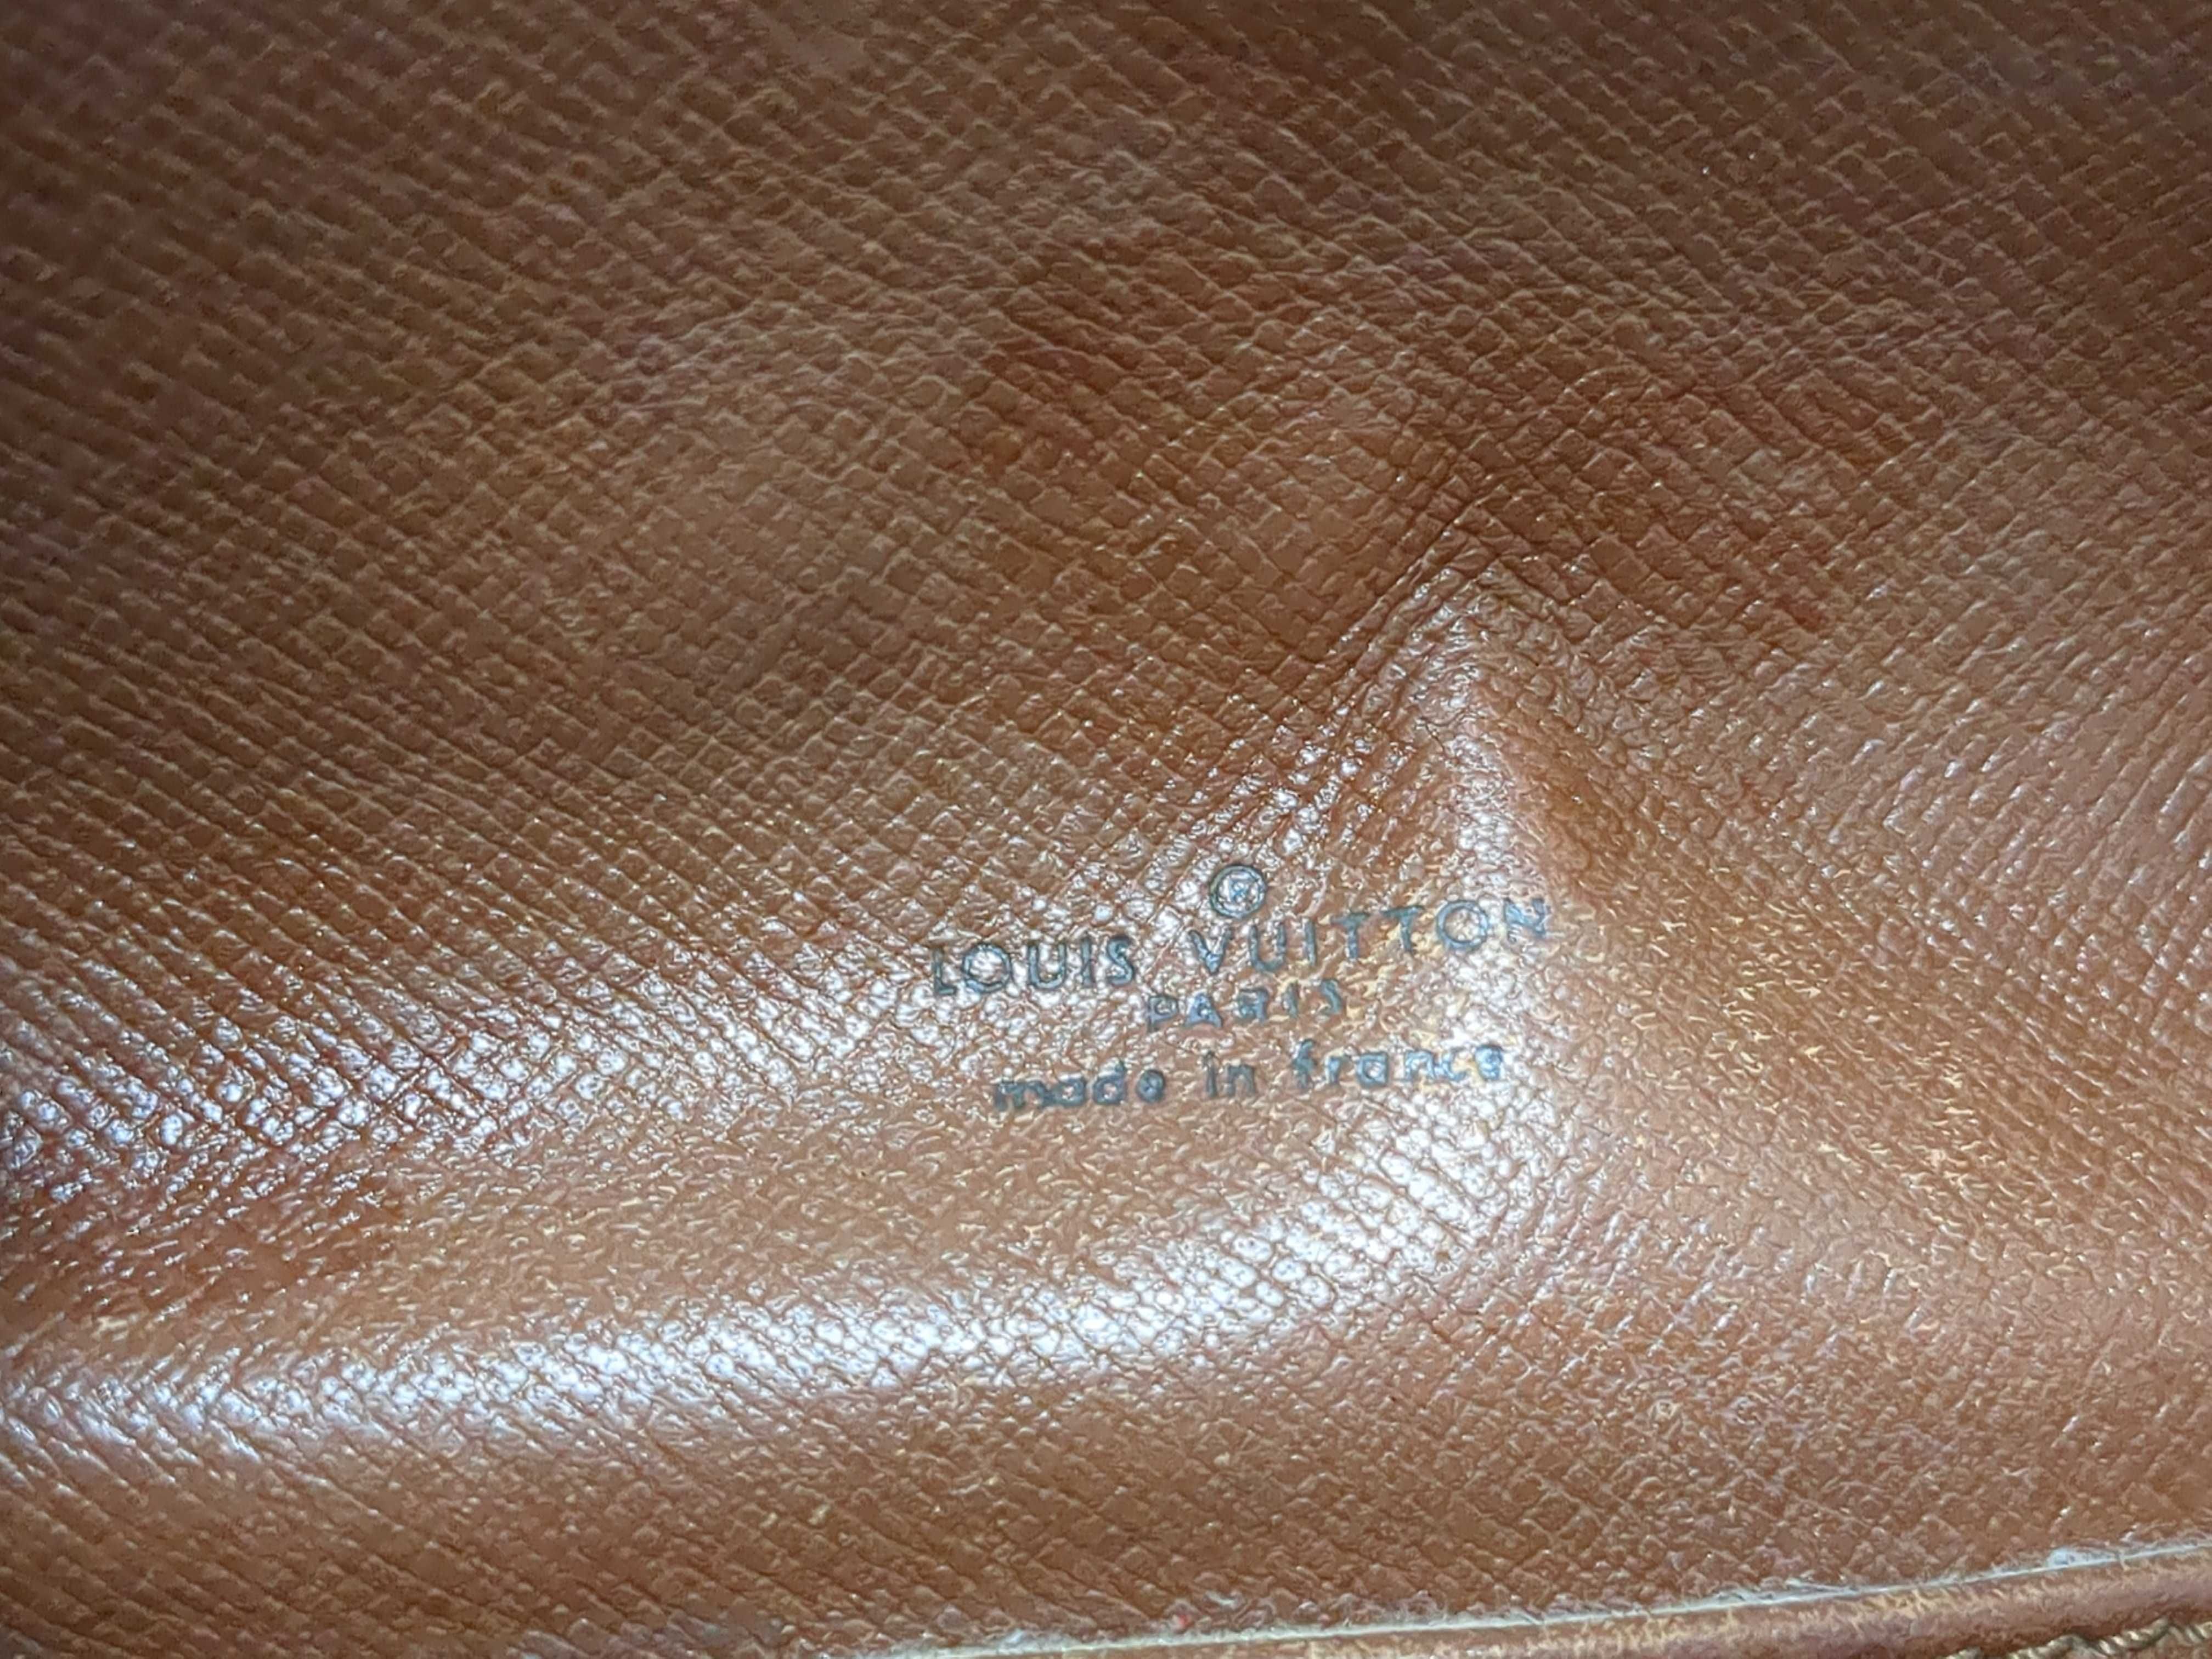 ®
LOUIS VUITTON
PARIS
made in france